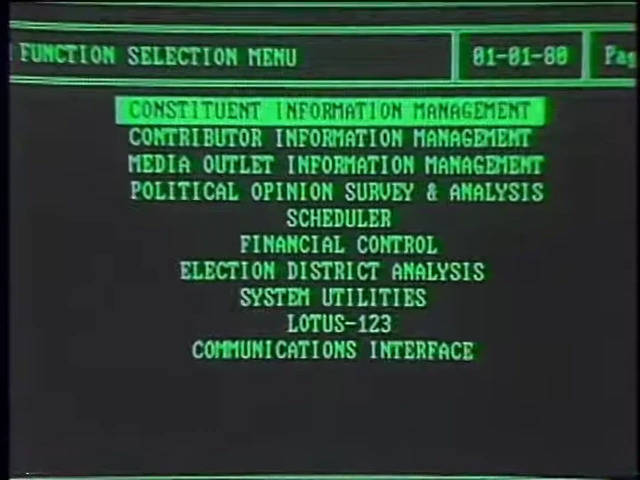 FUNCTION SELECTION MENU 01-01-80 Pag
CONSTITUENT INFORMATION MANAGEMENT
CONTRIBUTOR INFORMATION MANAGEMENT
MEDIA OUTLET INFORMATION MANAGEMENT
POLITICAL OPINION SURVEY & ANALYSIS
SCHEDULER
FINANCIAL CONTROL
ELECTION DISTRICT ANALYSIS
SYSTEM UTILITIES
LOTUS-123
COMMUNICATIONS INTERFACE